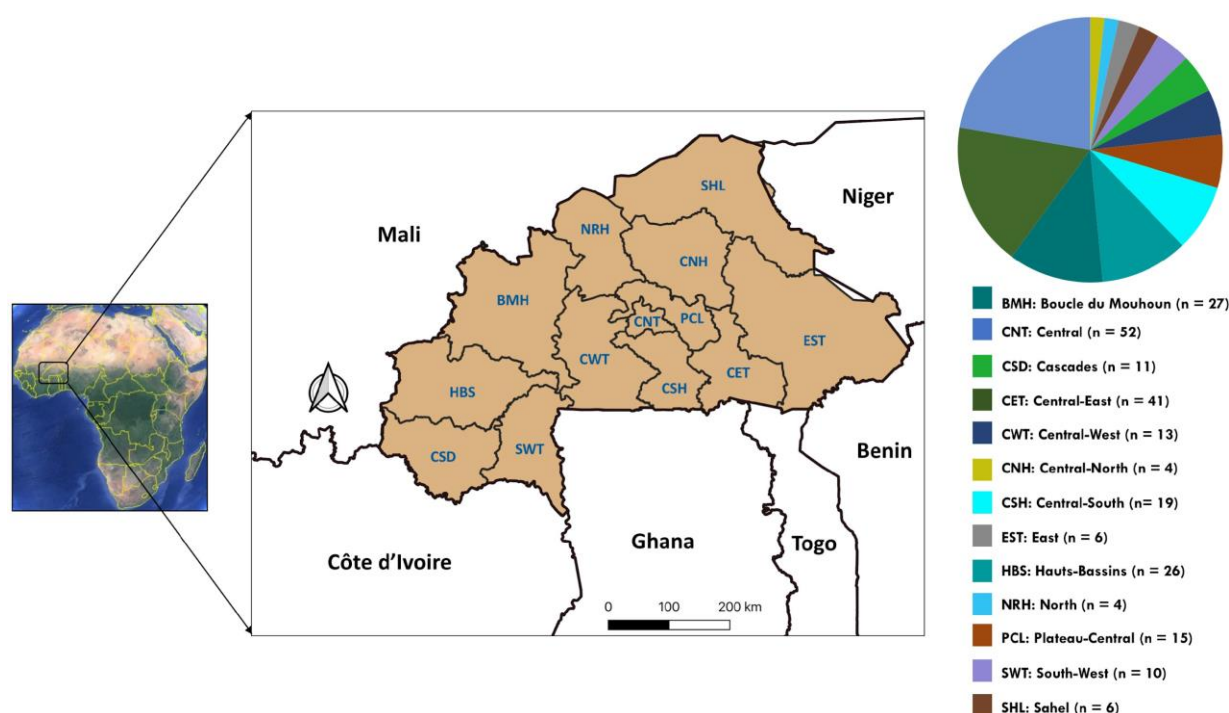 SHL
Niger
Mali
NRH
CNH
BMH
CNT
PCL
EST
CWT
CET
HBS
CSH
CSD
SWT
Benin
Ghana
Togo
Côte d’Ivoire
0 100 200 km
BMH: Boucle du Mouhoun (n = 27)
CNT: Central (n = 52)
CSD: Cascades (n = 11)
CET: Central-East (n = 41)
CWT: Central-West (n = 13)
CNH: Central-North (n = 4)
CSH: Central-South (n= 19)
EST: East (n = 6)
HBS: Hauts-Bassins (n = 26)
NRH: North (n = 4)
PCL: Plateau-Central (n = 15)
SWT: South-West (n = 10)
SHL: Sahel (n = 6)